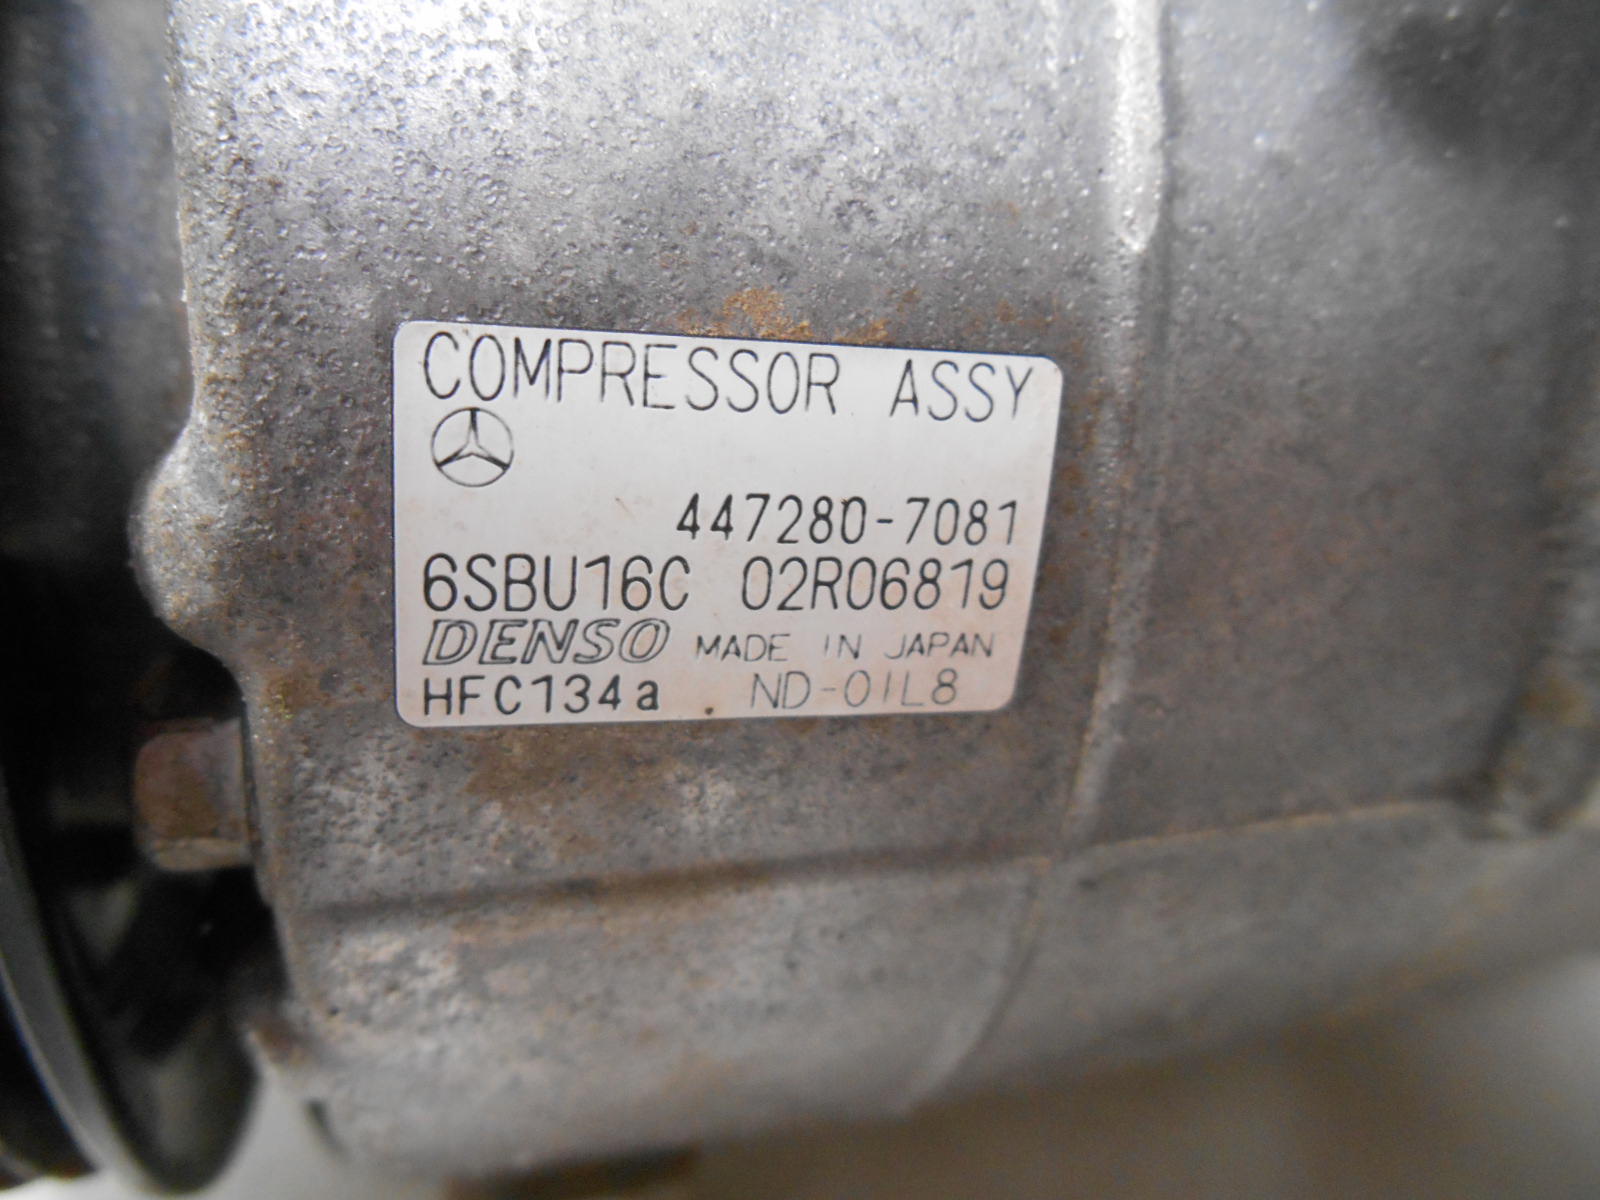 COMPRESSOR ASSY
447280-7081
6SBU16C 02R06819
DENSO MADE IN JAPAN
HFC134a ND-OIL8